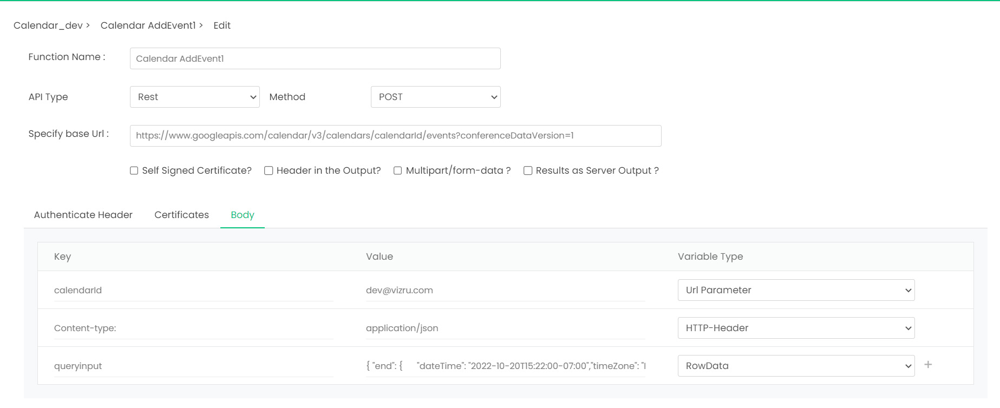 Calendar_dev > Calendar AddEvent1 > Edit
Function Name : Calendar AddEvent1
API Type Rest Method POST
Specify base Url : https://www.googleapis.com/calendar/v3/calendars/calendarId/events?conferenceDataVersion=1
Self Signed Certificate? Header in the Output? Multipart/form-data ? Results as Server Output ?
Authenticate Header Certificates Body
Key Value Variable Type
calendarId dev@vizru.com Url Parameter
Content-type: application/json HTTP-Header
queryinput { "end": { "dateTime": "2022-10-20T15:22:00-07:00","timeZone": " RowData +